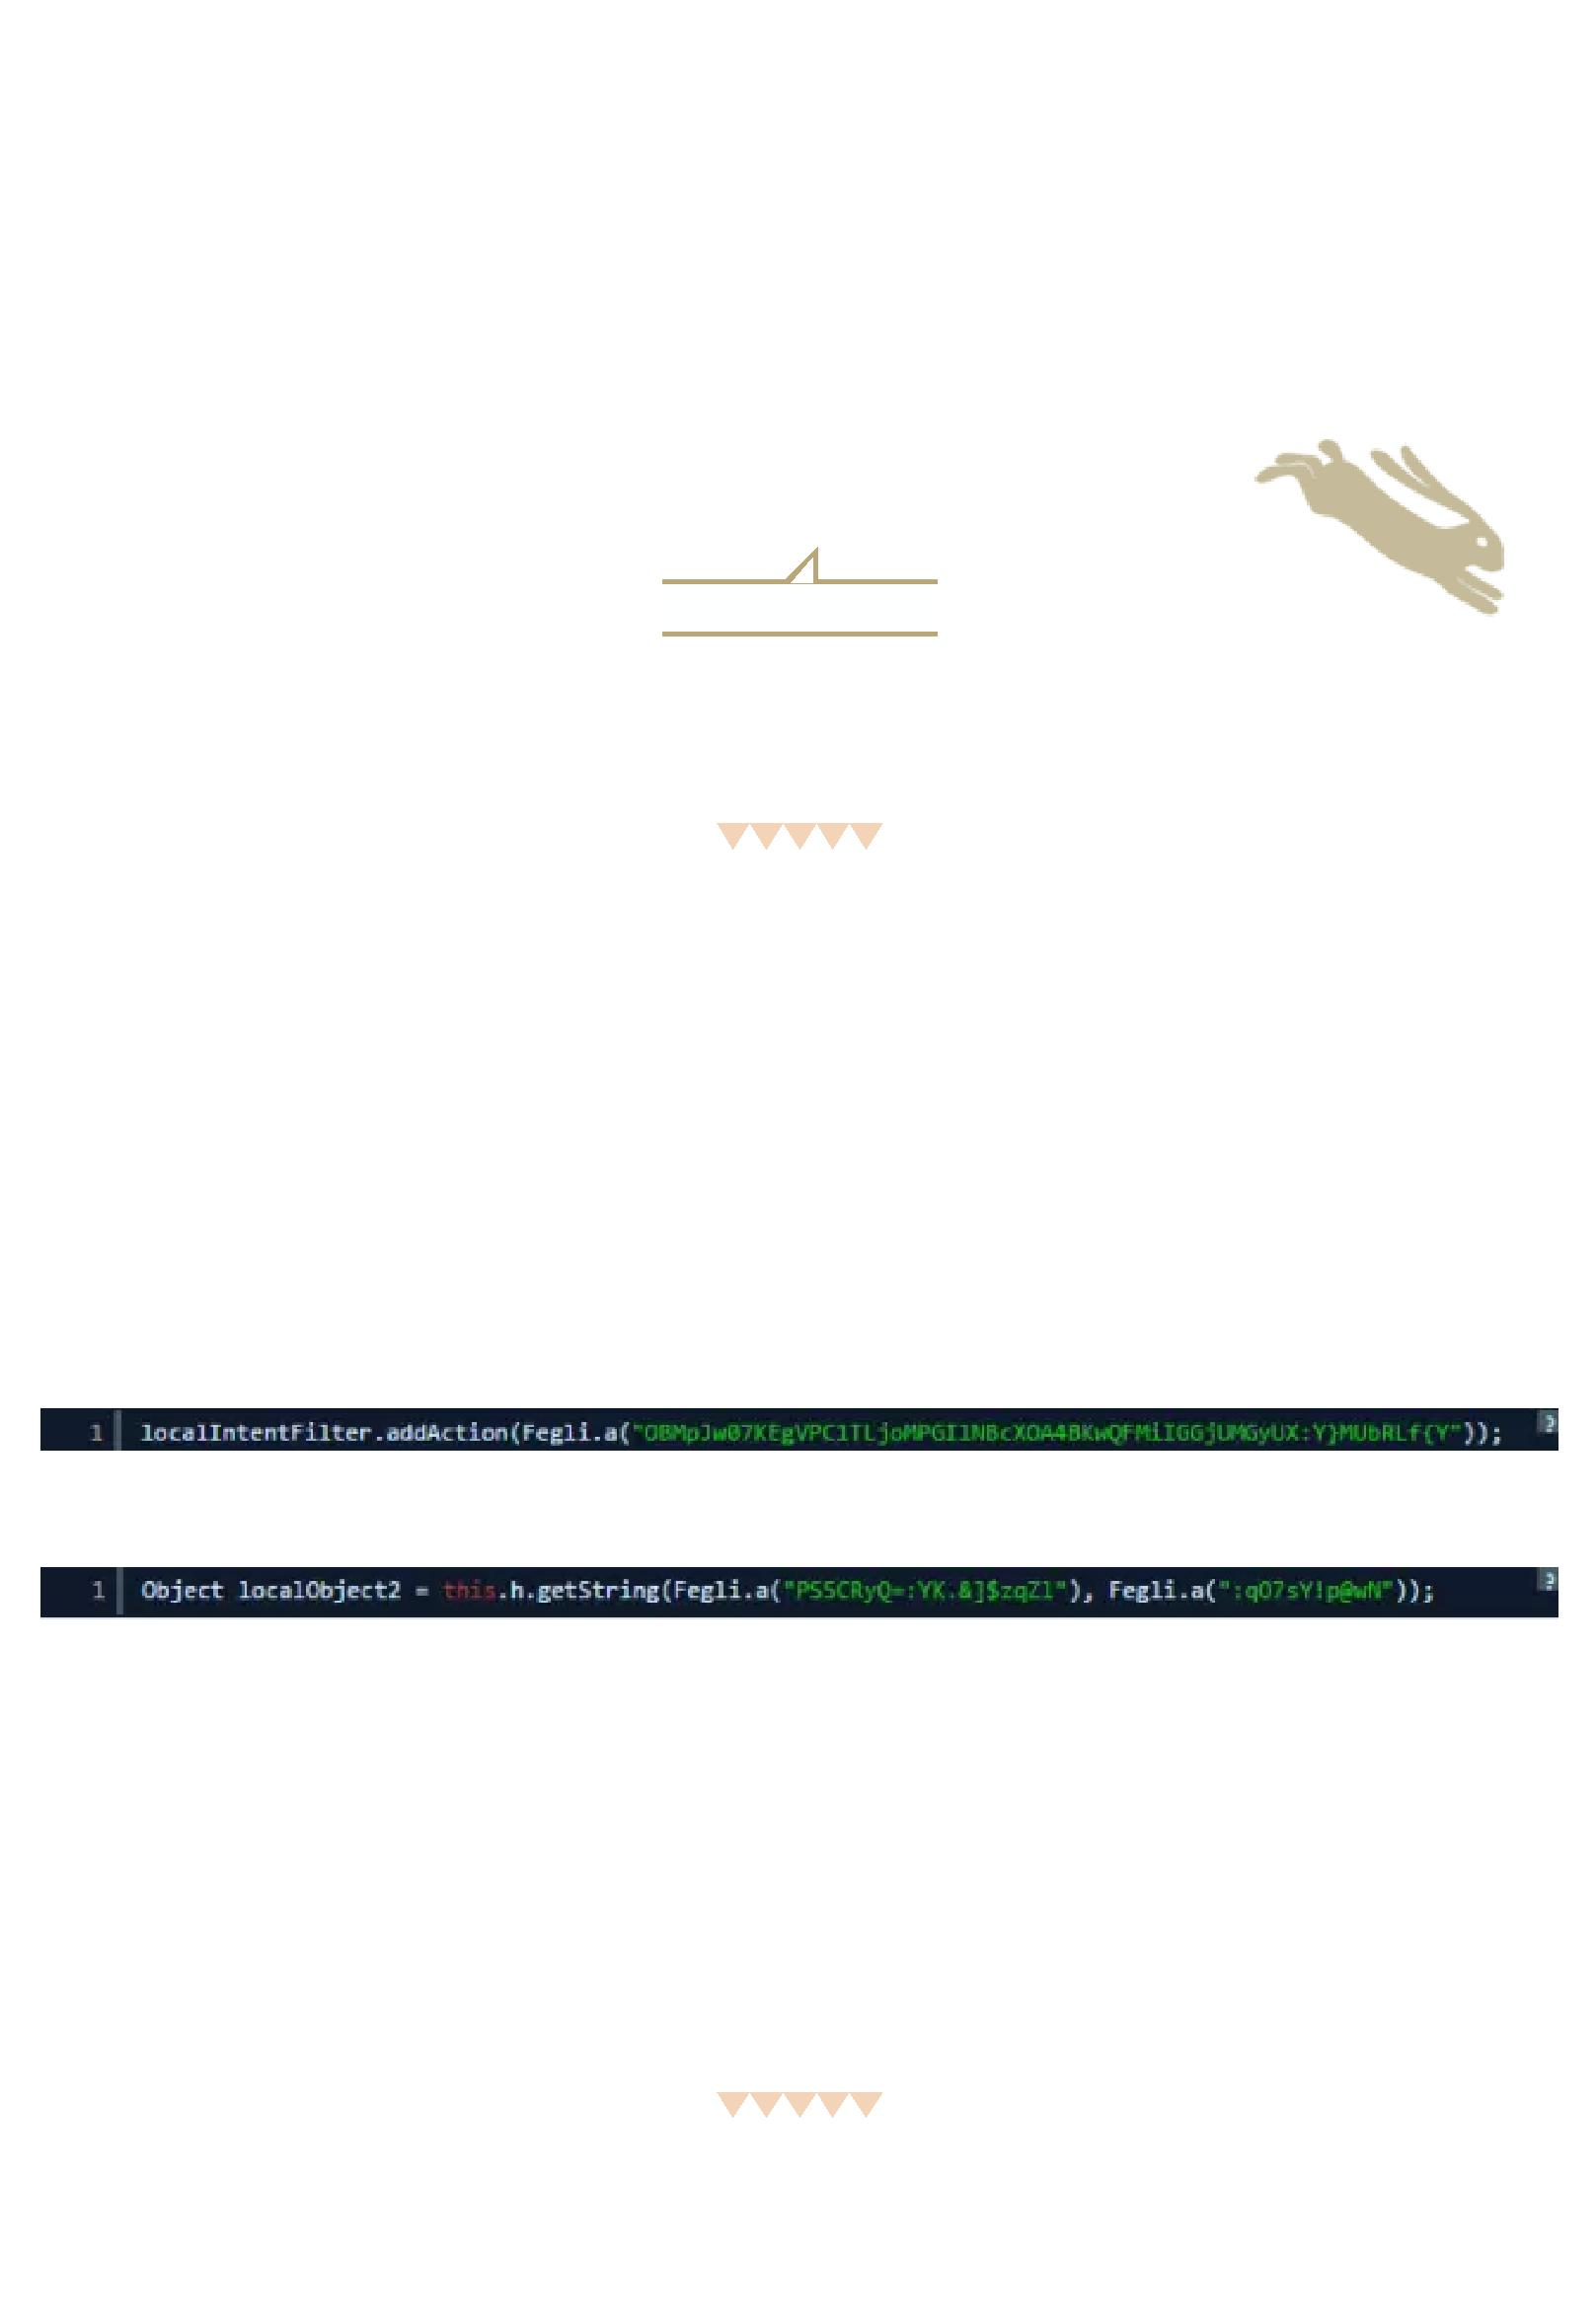 1 localIntentFilter.addAction(Fegli.a("OBMpJw07KEgVPC1TLjoMPGI1NBcXOA4BKwQFMiIGGjUMGyUX:Y}MUbRLf{Y"));
1 Object localObject2 = this.h.getString(Fegli.a("PS5CRyQ=:YK.&]$zqZl"), Fegli.a(":qO7sY!p@wN"));